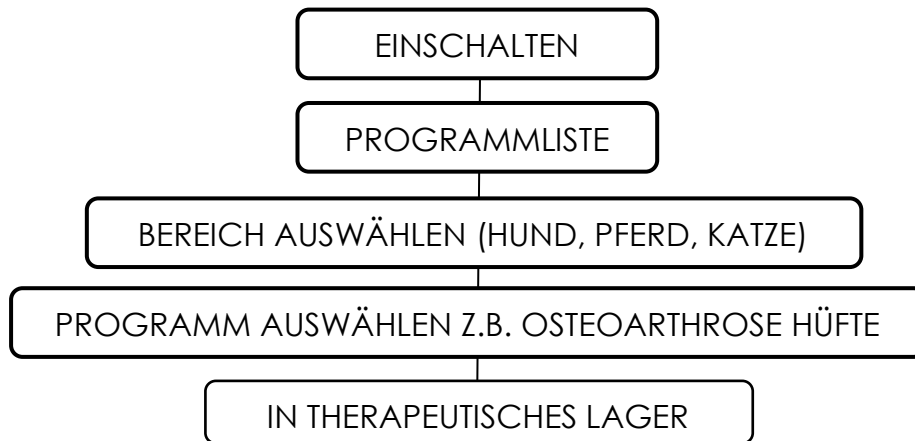 EINSCHALTEN
PROGRAMMLISTE
BEREICH AUSWÄHLEN (HUND, PFERD, KATZE)
PROGRAMM AUSWÄHLEN Z.B. OSTEOARTHROSE HÜFTE
IN THERAPEUTISCHES LAGER